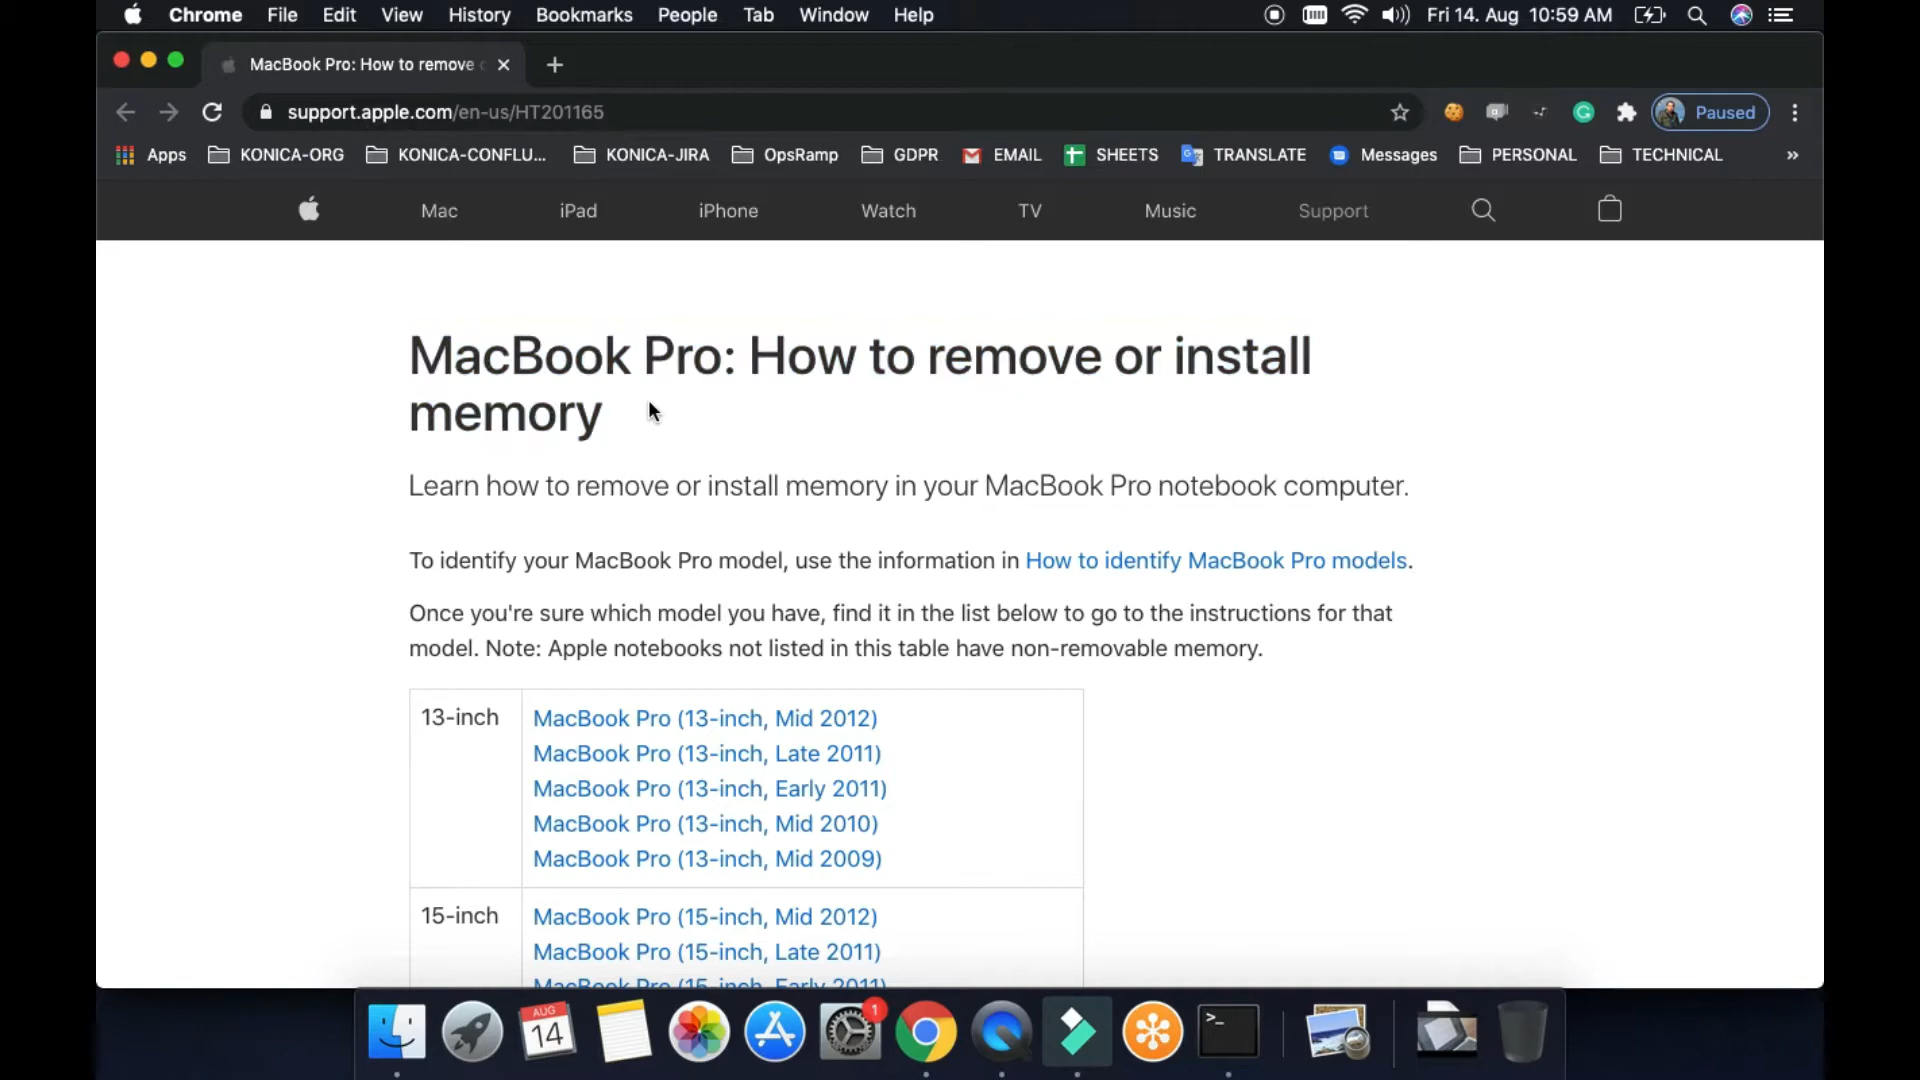 Chrome File Edit View History Bookmarks People Tab Window Help Fri 14. Aug 10:59 AM
MacBook Pro: How to remove
support.apple.com/en-us/HT201165 Paused
Apps KONICA-ORG KONICA-CONFLU... KONICA-JIRA OpsRamp GDPR EMAIL SHEETS TRANSLATE Messages PERSONAL TECHNICAL »
Mac iPad iPhone Watch TV Music Support
MacBook Pro: How to remove or install
memory
Learn how to remove or install memory in your MacBook Pro notebook computer.
To identify your MacBook Pro model, use the information in How to identify MacBook Pro models.
Once you're sure which model you have, find it in the list below to go to the instructions for that
model. Note: Apple notebooks not listed in this table have non-removable memory.
13-inch MacBook Pro (13-inch, Mid 2012)
MacBook Pro (13-inch, Late 2011)
MacBook Pro (13-inch, Early 2011)
MacBook Pro (13-inch, Mid 2010)
MacBook Pro (13-inch, Mid 2009)
15-inch MacBook Pro (15-inch, Mid 2012)
MacBook Pro (15-inch, Late 2011)
MacBook Pro (15-inch, Early 2011)
AUG
14
1
>_